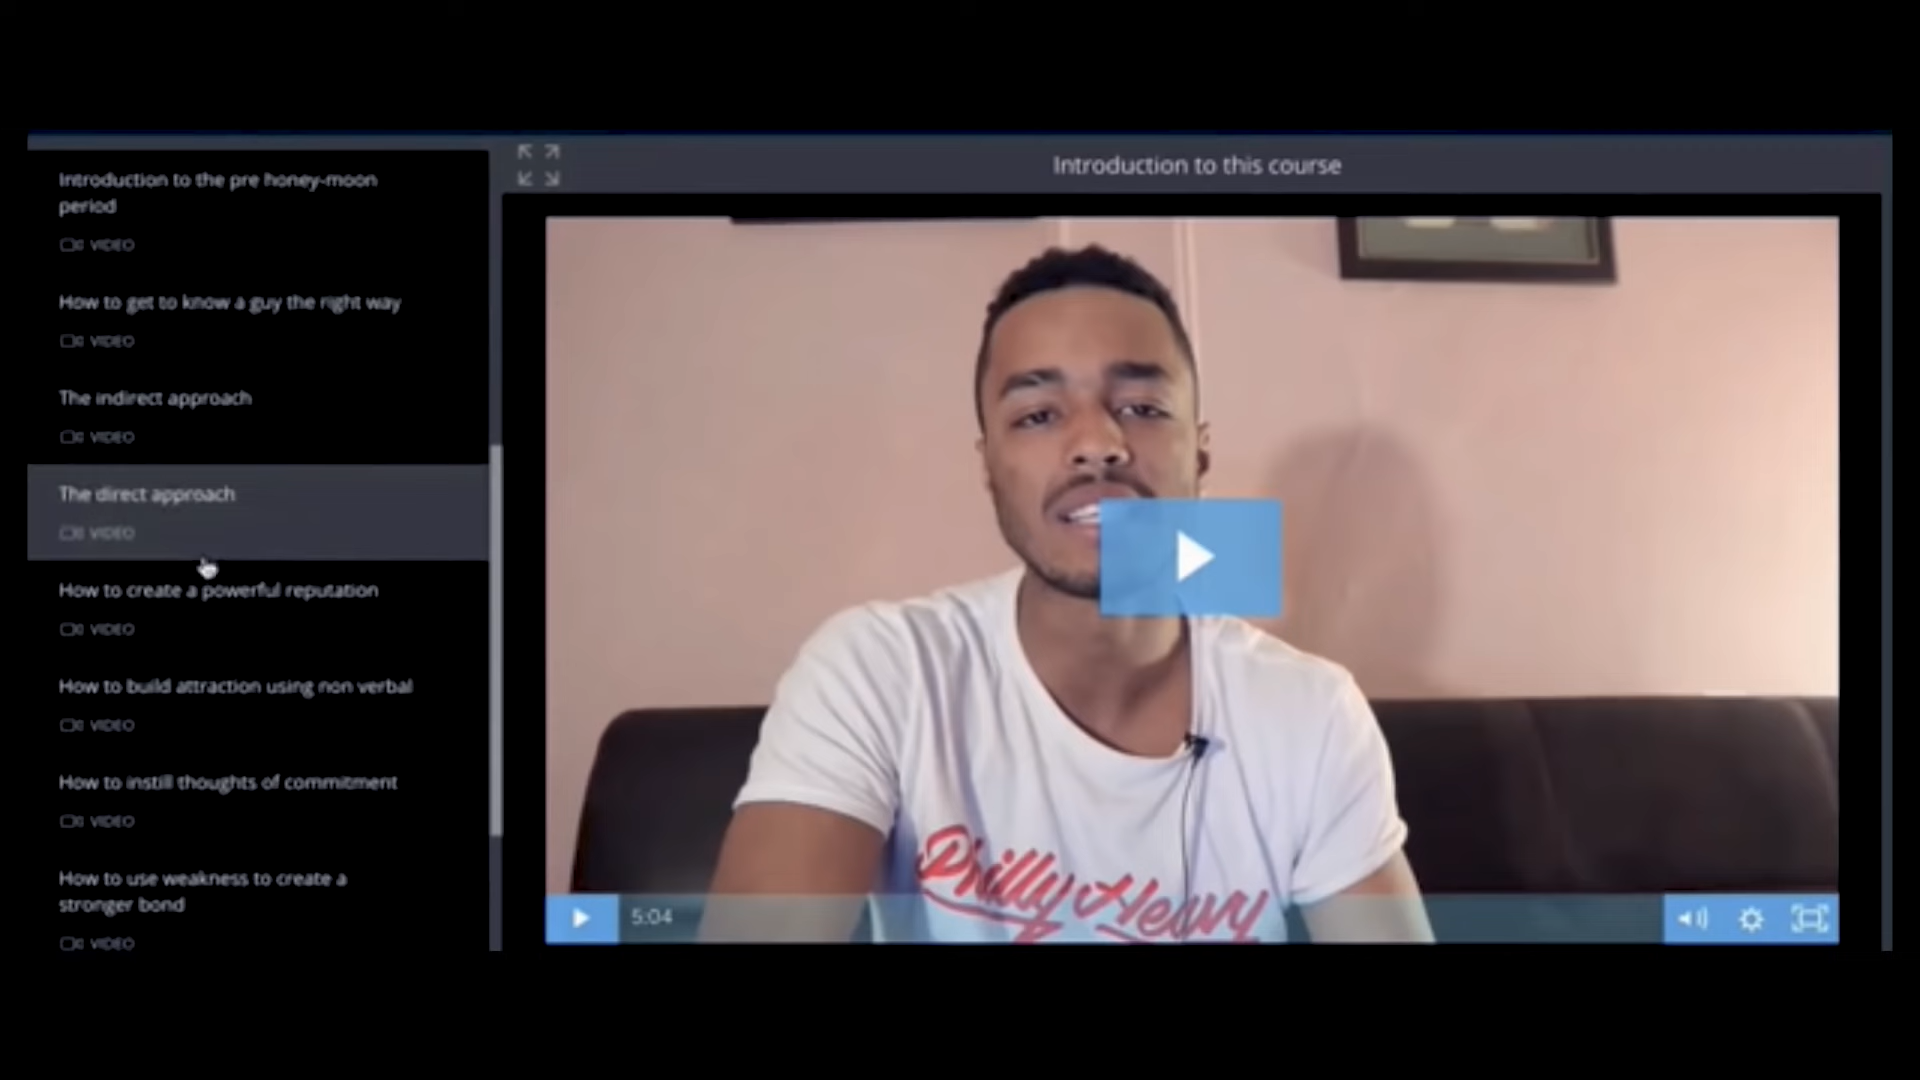 Introduction to the pre honey-moon
period
VIDEO
How to get to know a guy the right way
VIDEO
The indirect approach
VIDEO
The direct approach
VIDEO
How to create a powerful reputation
VIDEO
How to build attraction using non verbal
VIDEO
How to instill thoughts of commitment
VIDEO
How to use weakness to create a
stronger bond
VIDEO
Introduction to this course
Philly Heavy
5:04